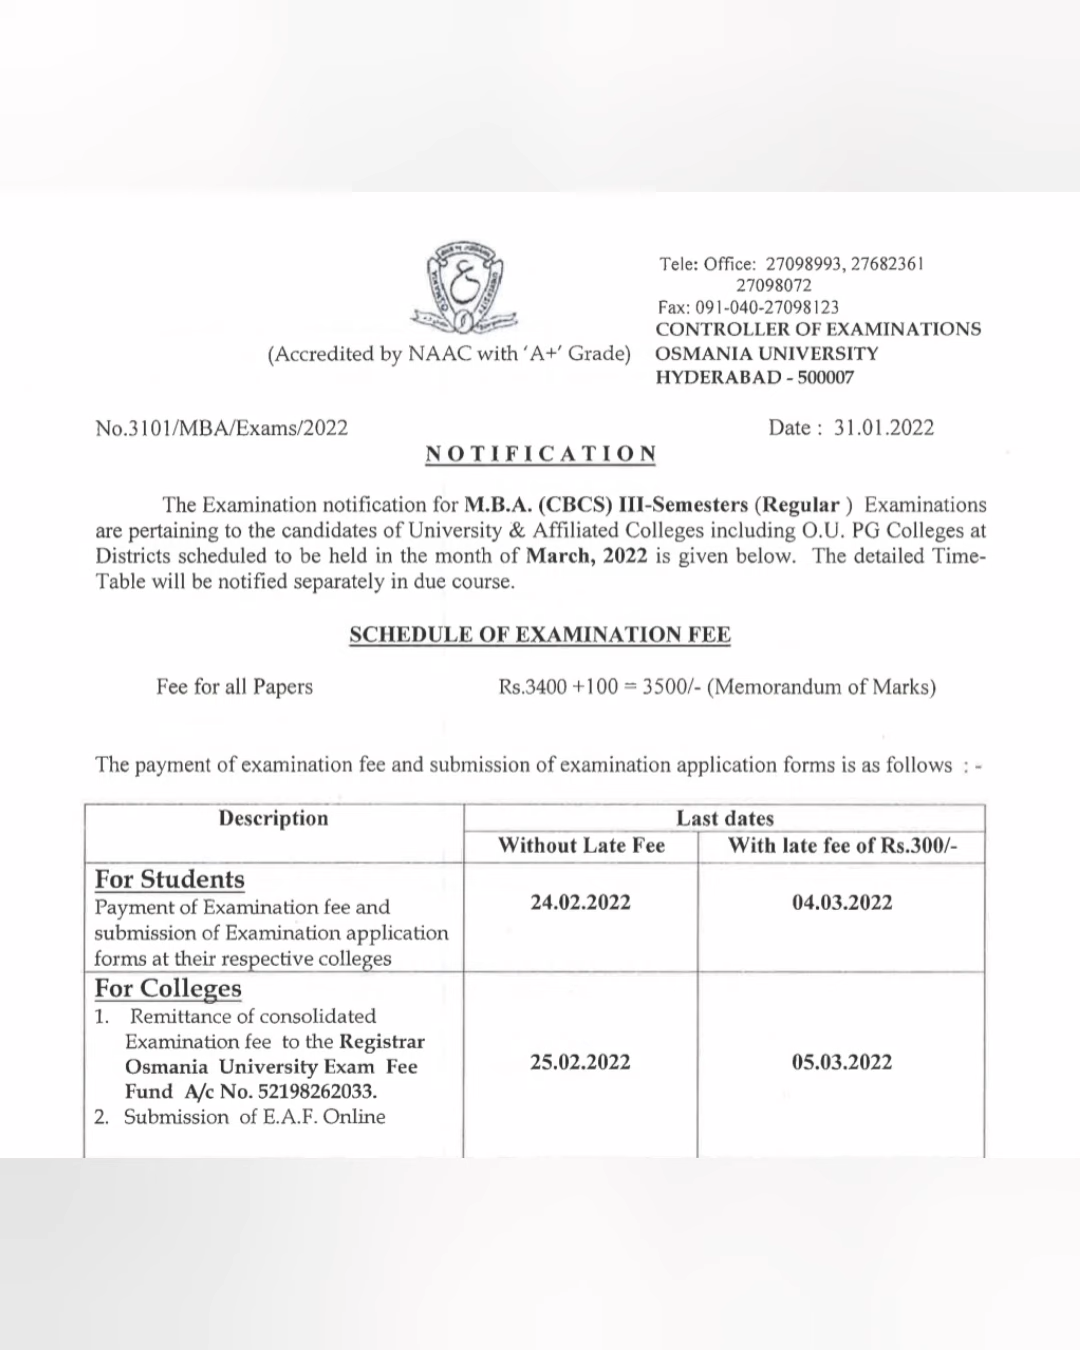 Tele: Office: 27098993, 27682361
27098072
Fax: 091-040-27098123
CONTROLLER OF EXAMINATIONS
(Accredited by NAAC with ‘A+’ Grade) OSMANIA UNIVERSITY
HYDERABAD - 500007
No.3101/MBA/Exams/2022 Date : 31.01.2022
NOTIFICATION
The Examination notification for M.B.A. (CBCS) III-Semesters (Regular ) Examinations
are pertaining to the candidates of University & Affiliated Colleges including O.U. PG Colleges at
Districts scheduled to be held in the month of March, 2022 is given below. The detailed Time-
Table will be notified separately in due course.
SCHEDULE OF EXAMINATION FEE
Fee for all Papers Rs.3400 +100 = 3500/- (Memorandum of Marks)
The payment of examination fee and submission of examination application forms is as follows : -
Description Last dates
Without Late Fee With late fee of Rs.300/-
For Students
Payment of Examination fee and 24.02.2022 04.03.2022
submission of Examination application
forms at their respective colleges
For Colleges
1. Remittance of consolidated
Examination fee to the Registrar
Osmania University Exam Fee 25.02.2022 05.03.2022
Fund A/c No. 52198262033.
2. Submission of E.A.F. Online